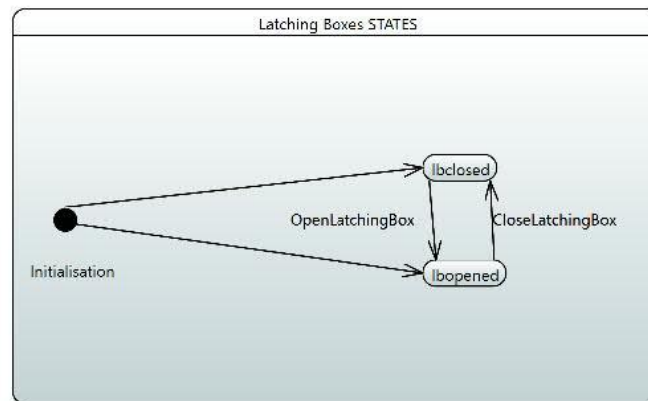 Latching Boxes STATES
lbclosed
OpenLatchingBox
CloseLatchingBox
Initialisation
lbopened